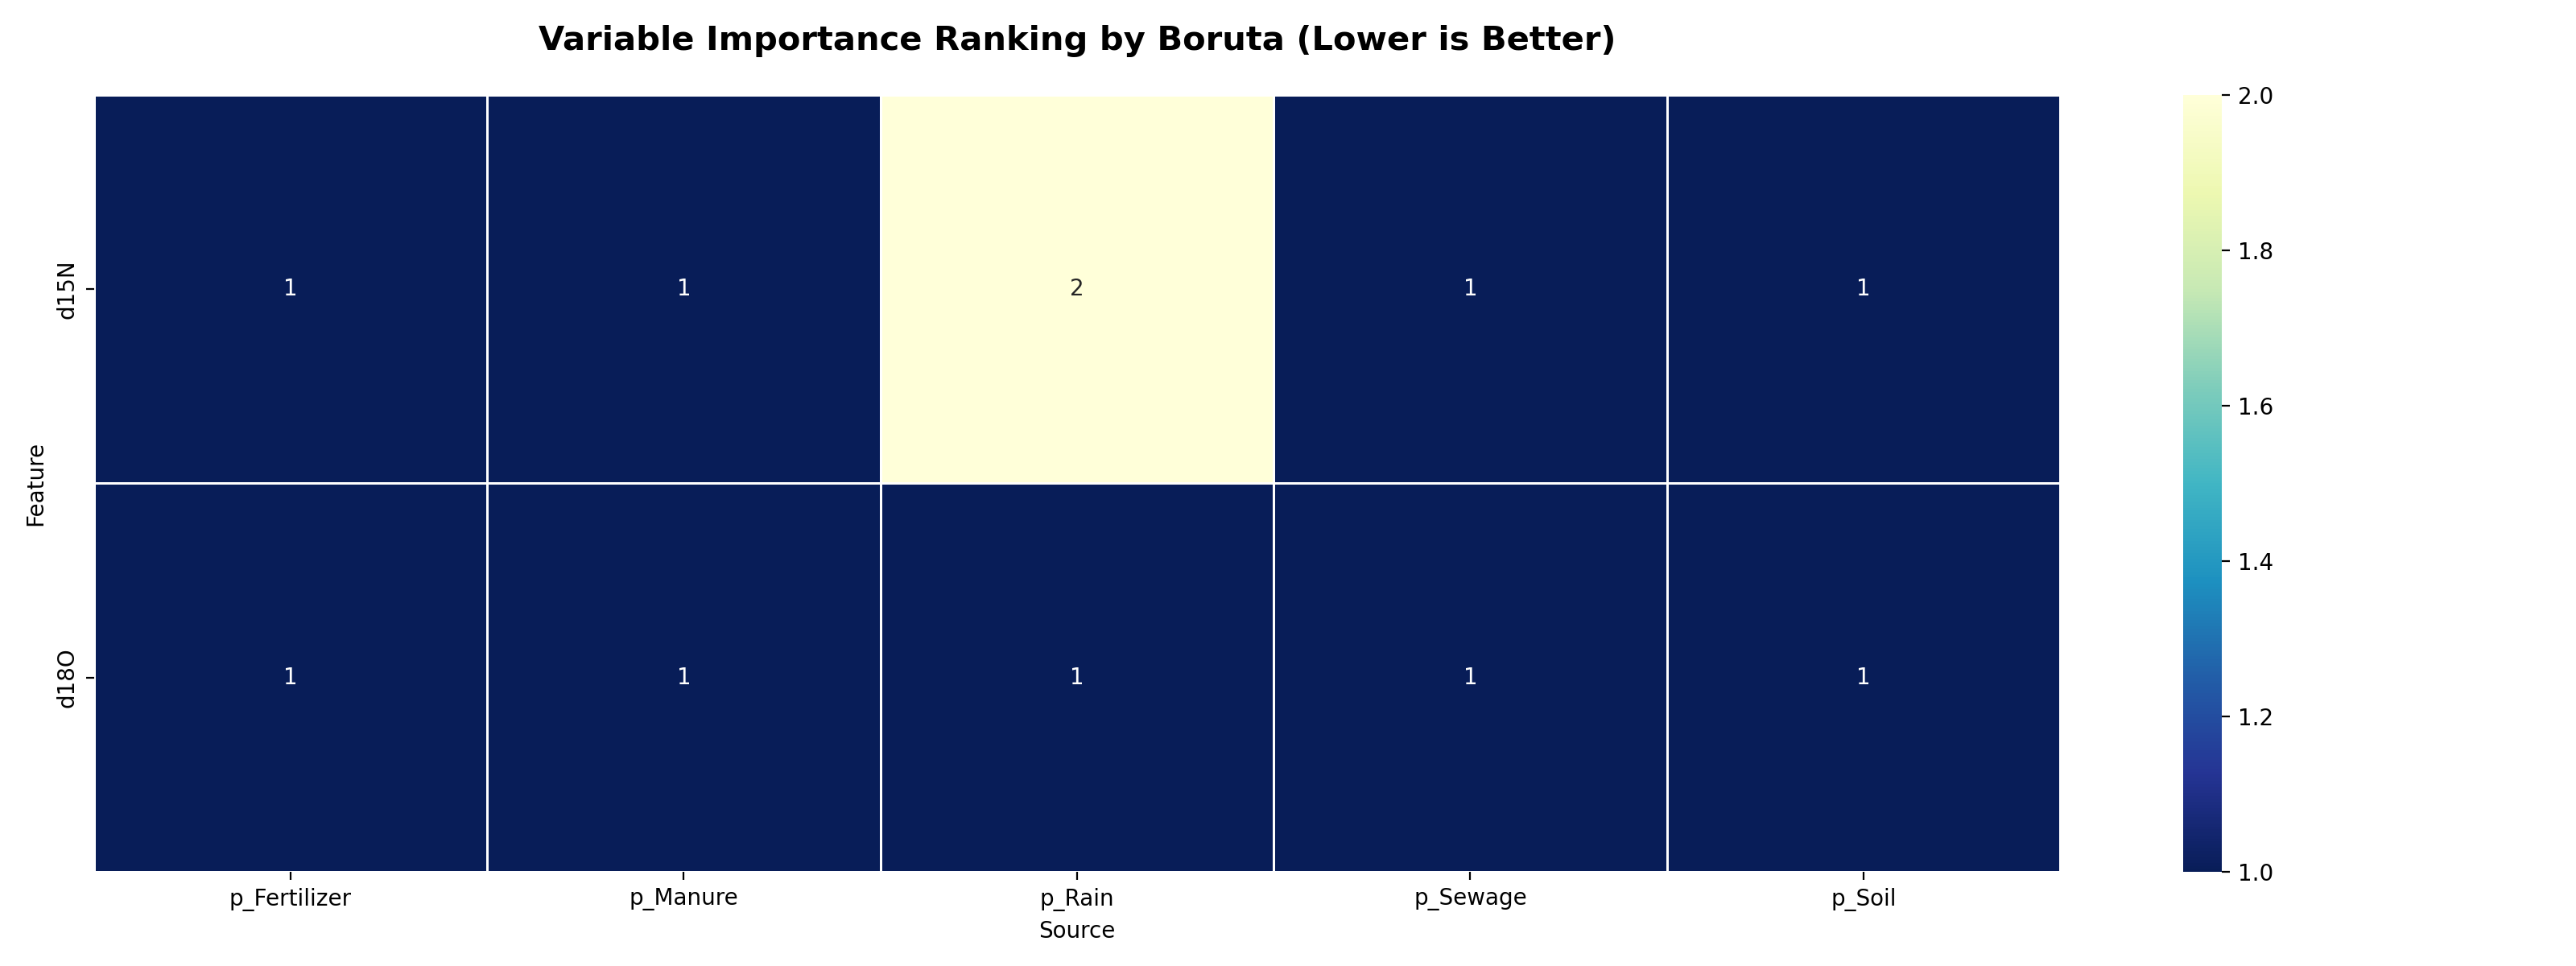 Variable Importance Ranking by Boruta (Lower is Better)
2.0
1.8
1.6
1.4
1.2
1.0
Feature
d15N
1 1 2 1 1
d18O
1 1 1 1 1
p_Fertilizer p_Manure p_Rain p_Sewage p_Soil
Source